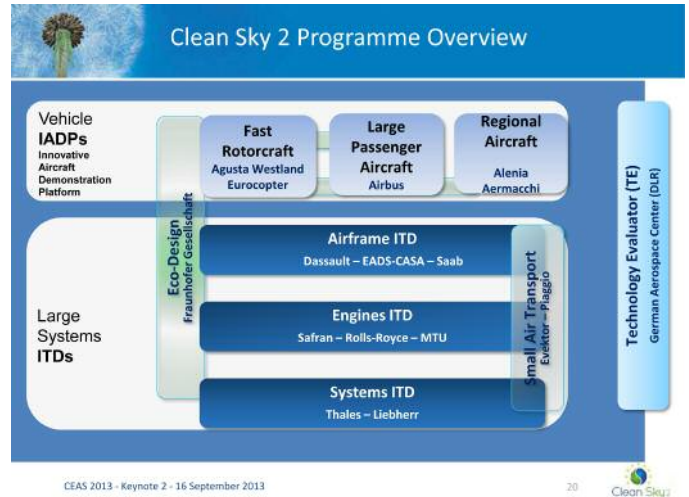 Clean Sky 2 Programme Overview
Vehicle
IADPs
Innovative
Aircraft
Demonstration
Platform
Eco-Design
Fraunhofer Gesellschaft
Fast
Rotorcraft
Agusta Westland
Eurocopter
Large
Passenger
Aircraft
Airbus
Regional
Aircraft
Alenia
Aermacchi
Large
Systems
ITDs
Airframe ITD
Dassault – EADS-CASA – Saab
Engines ITD
Safran – Rolls-Royce – MTU
Systems ITD
Thales – Liebherr
Small Air Transport
Evektor – Piaggio
Technology Evaluator (TE)
German Aerospace Center (DLR)
CEAS 2013 - Keynote 2 - 16 September 2013
20
Clean Sky2